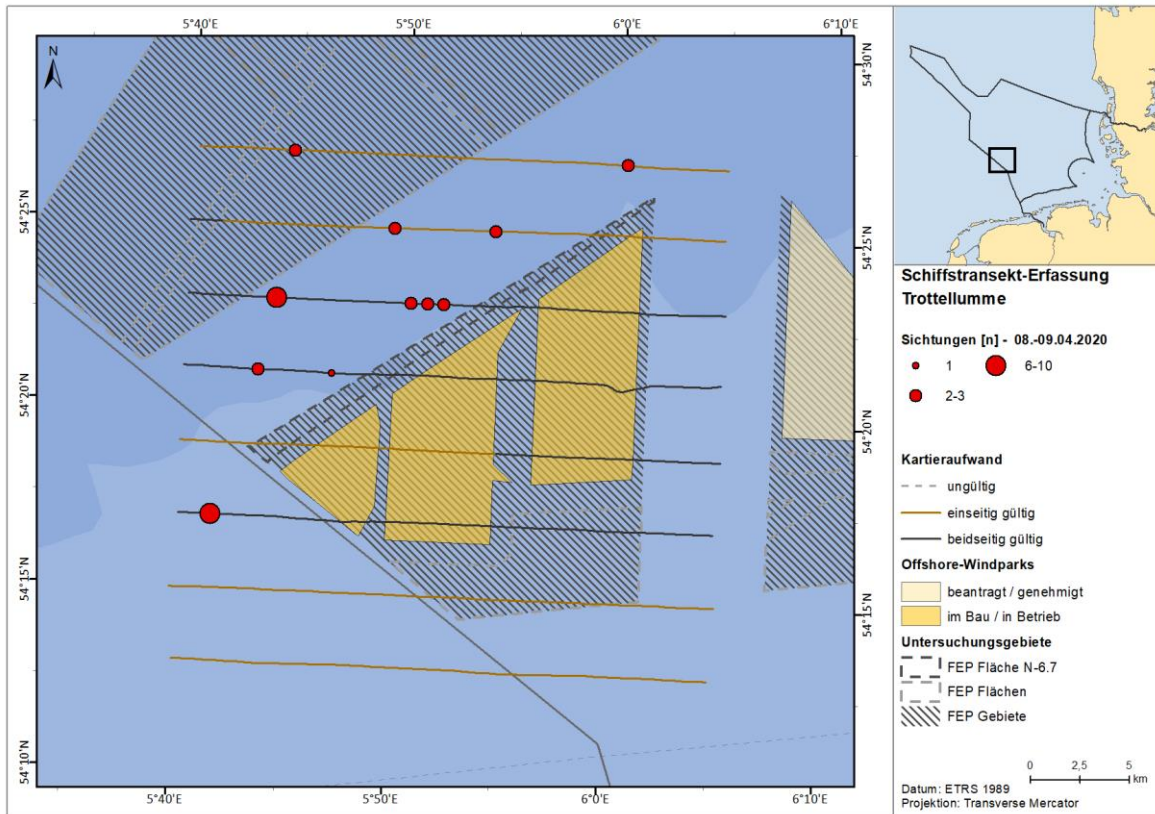 5°40'E 5°50'E 6°0'E 6°10'E
N
54°30'N
54°25'N
54°25'N
54°20'N
54°20'N
54°15'N
54°15'N
54°10'N
5°40'E 5°50'E 6°0'E 6°10'E
Schiffstransekt-Erfassung
Trottellumme
Sichtungen [n] - 08.-09.04.2020
1 6-10
2-3
Kartieraufwand
ungültig
einseitig gültig
beidseitig gültig
Offshore-Windparks
beantragt / genehmigt
im Bau / in Betrieb
Untersuchungsgebiete
FEP Fläche N-6.7
FEP Flächen
FEP Gebiete
0 2,5 5
km
Datum: ETRS 1989
Projektion: Transverse Mercator